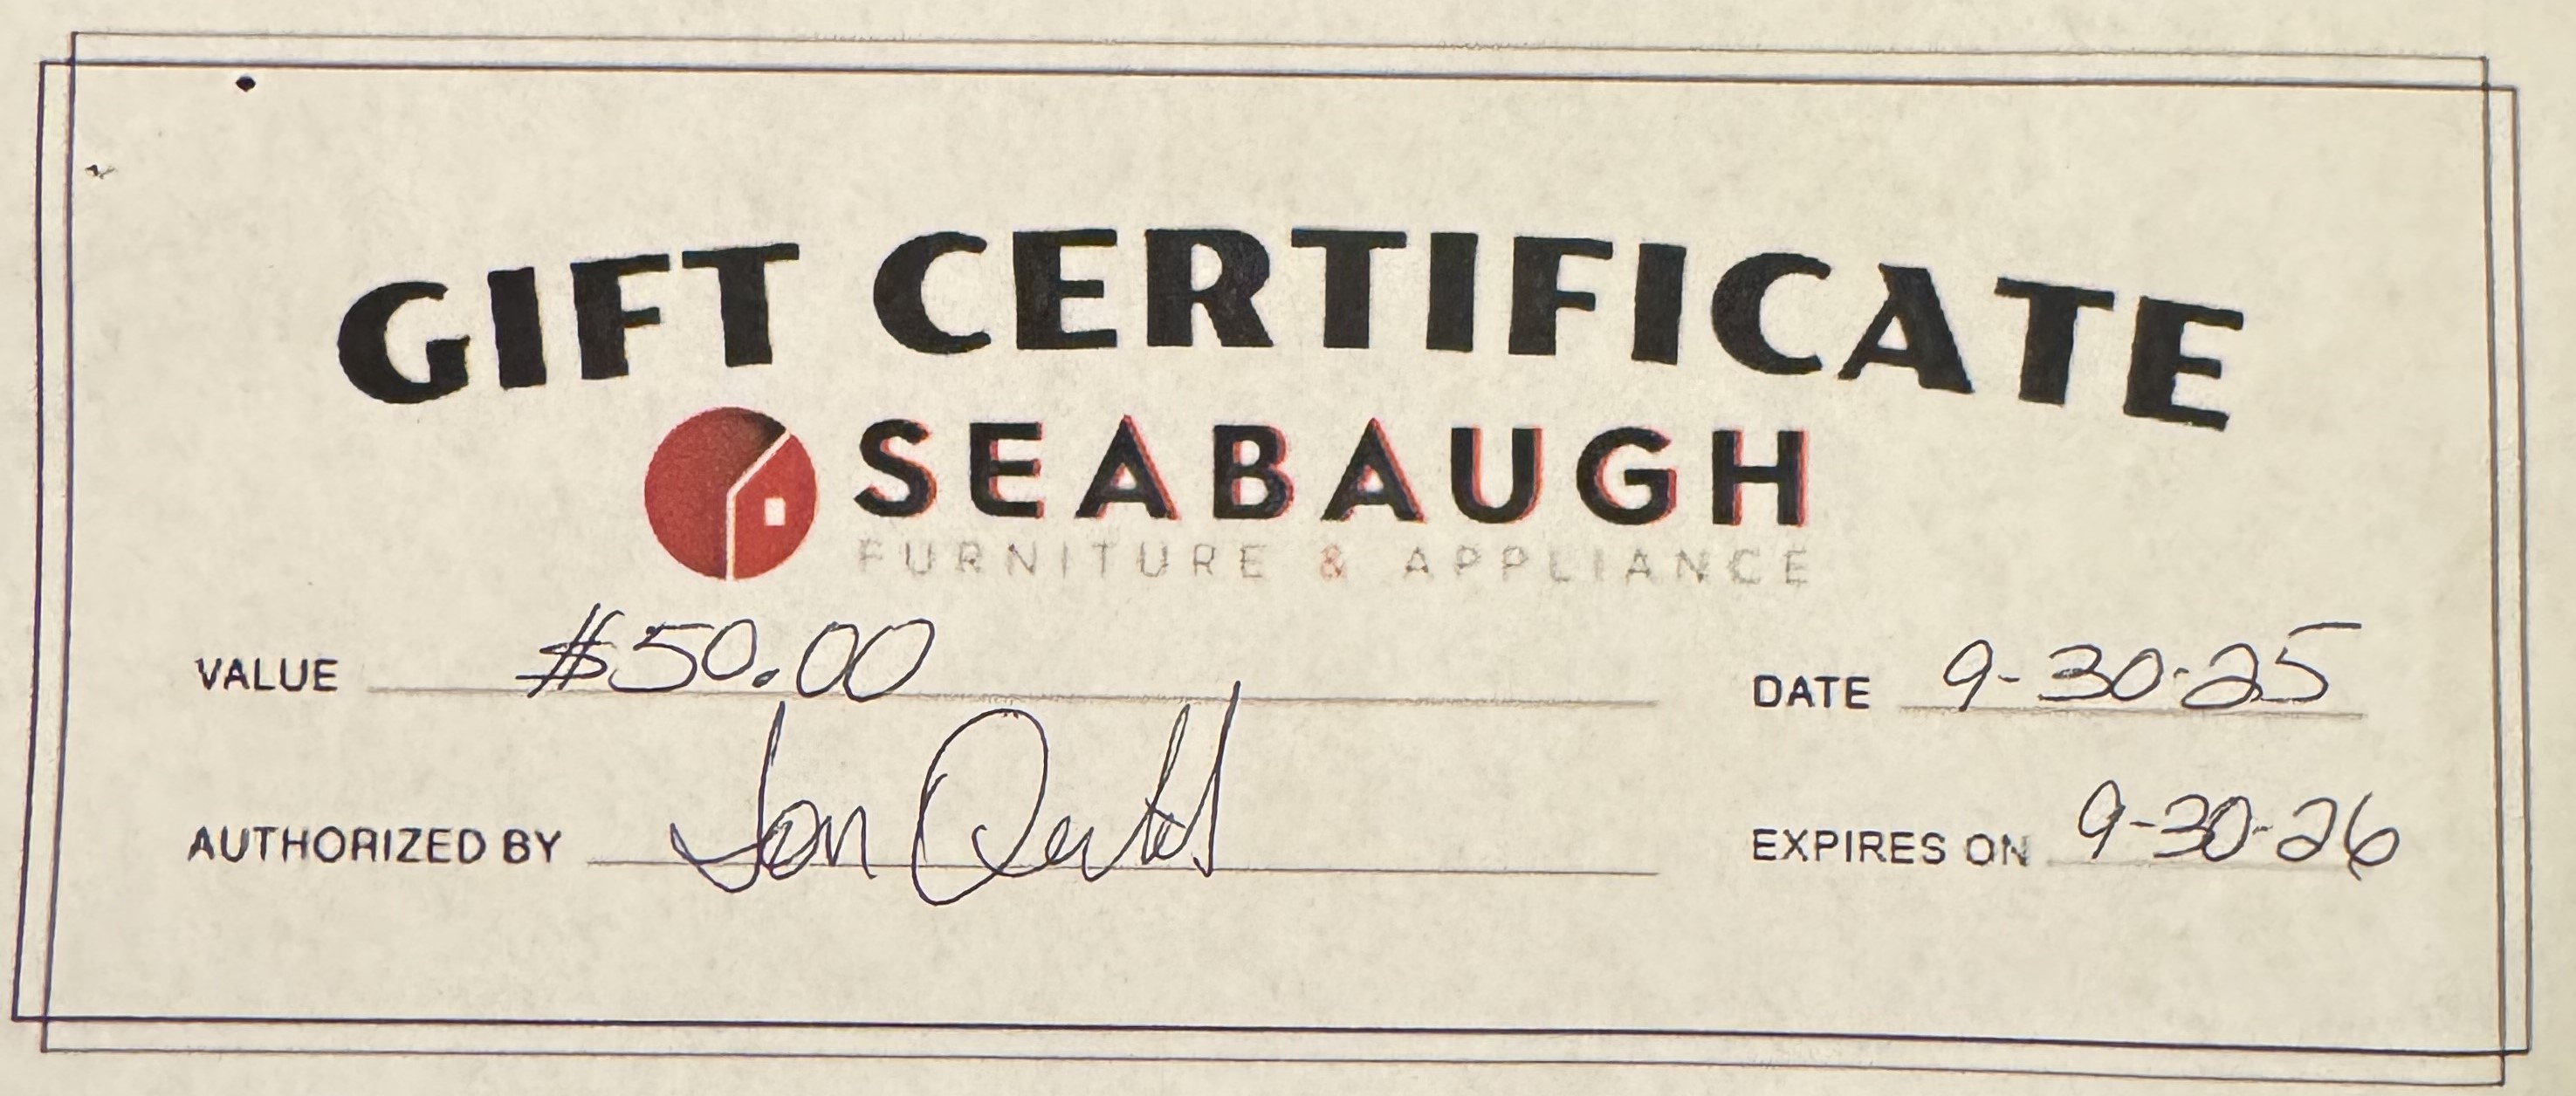 GIFT CERTIFICATE
SEABAUGH
FURNITURE & APPLIANCE
VALUE $50.00 DATE 9-30-25
AUTHORIZED BY Jon EXPIRES ON 9-30-26